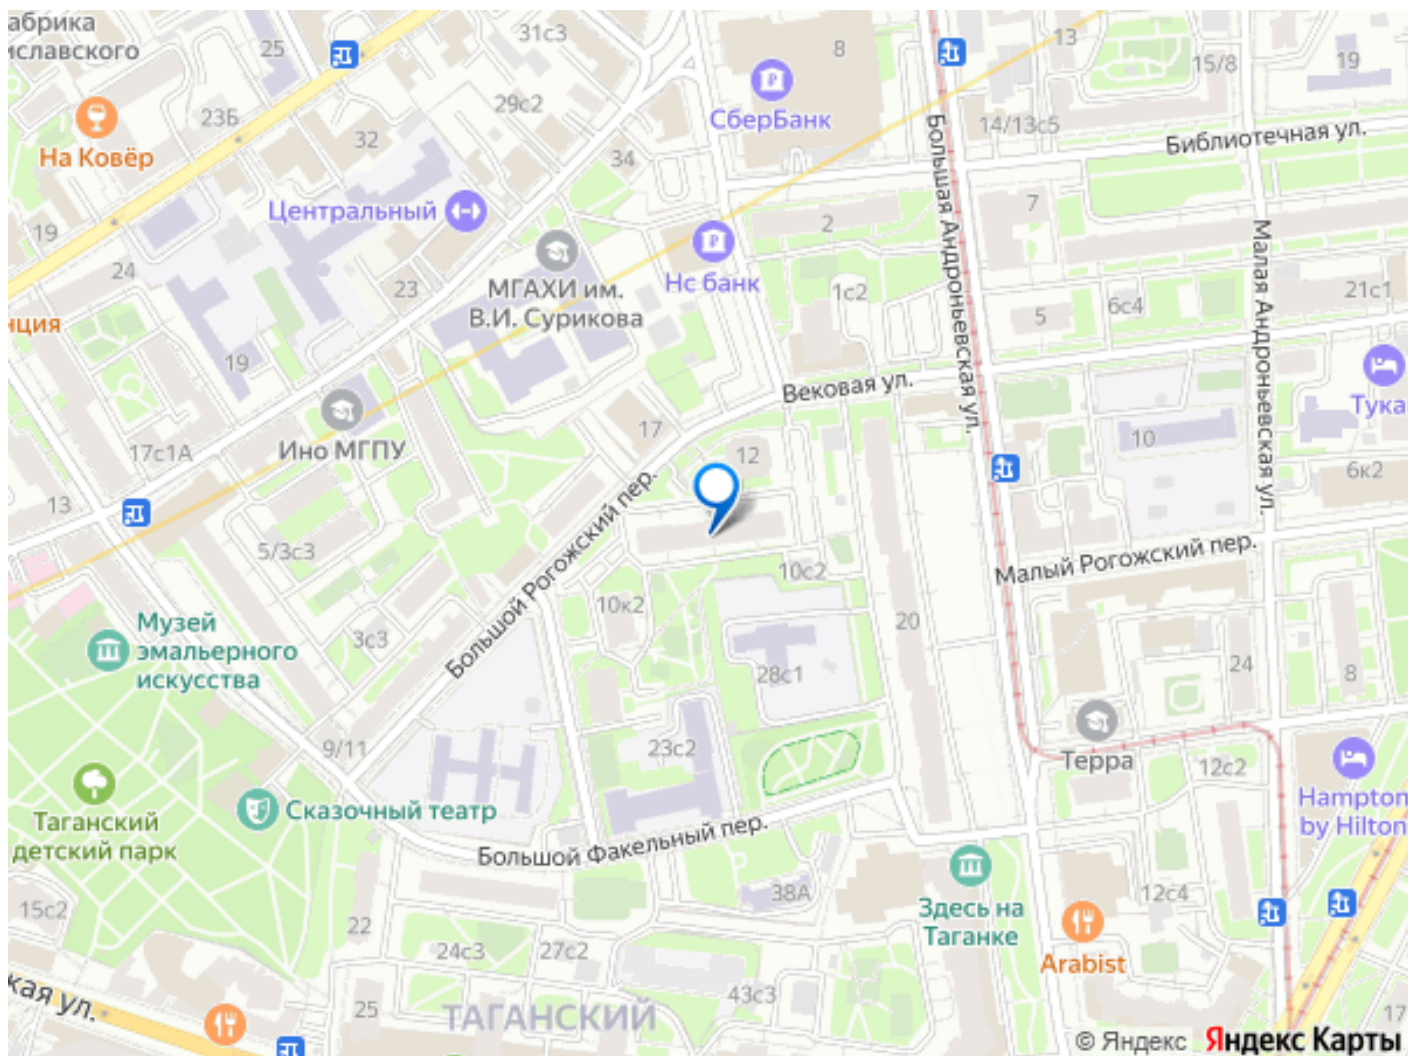 абрика
иславского
25
31с3
8
13
15/8
19
СберБанк
23Б
29с2
14/13с5
На Ковёр
32
34
Библиотечная ул.
Большая Андроньевская ул.
Центральный
7
2
19
24
МГАХИ им.
В.И. Сурикова
Нс банк
23
1с2
5
6с4
21с1
Малая Андроньевская ул.
нция
19
Вековая ул.
Тука
Ино МГПУ
17с1А
17
12
10
6к2
13
5/3с3
Большой Рогожский пер.
Малый Рогожский пер.
10с2
10к2
Музей
эмальерного
искусства
3с3
20
28с1
24
8
9/11
23с2
Терра
12с2
Сказочный театр
Таганский
детский парк
Hampton
by Hilton
Большой Факельный пер.
38А
12с4
15с2
22
Здесь на
Таганке
24с3
27с2
Arabist
43с3
кая ул.
25
ТАГАНСКИЙ
17
© Яндекс Яндекс Карты